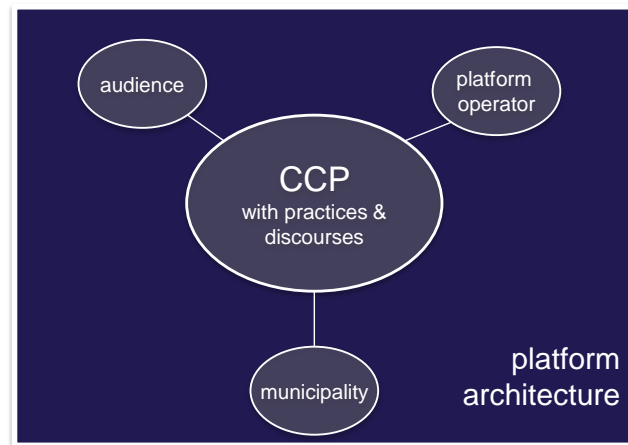 audience
platform
operator
CCP
with practices &
discourses
municipality
platform
architecture